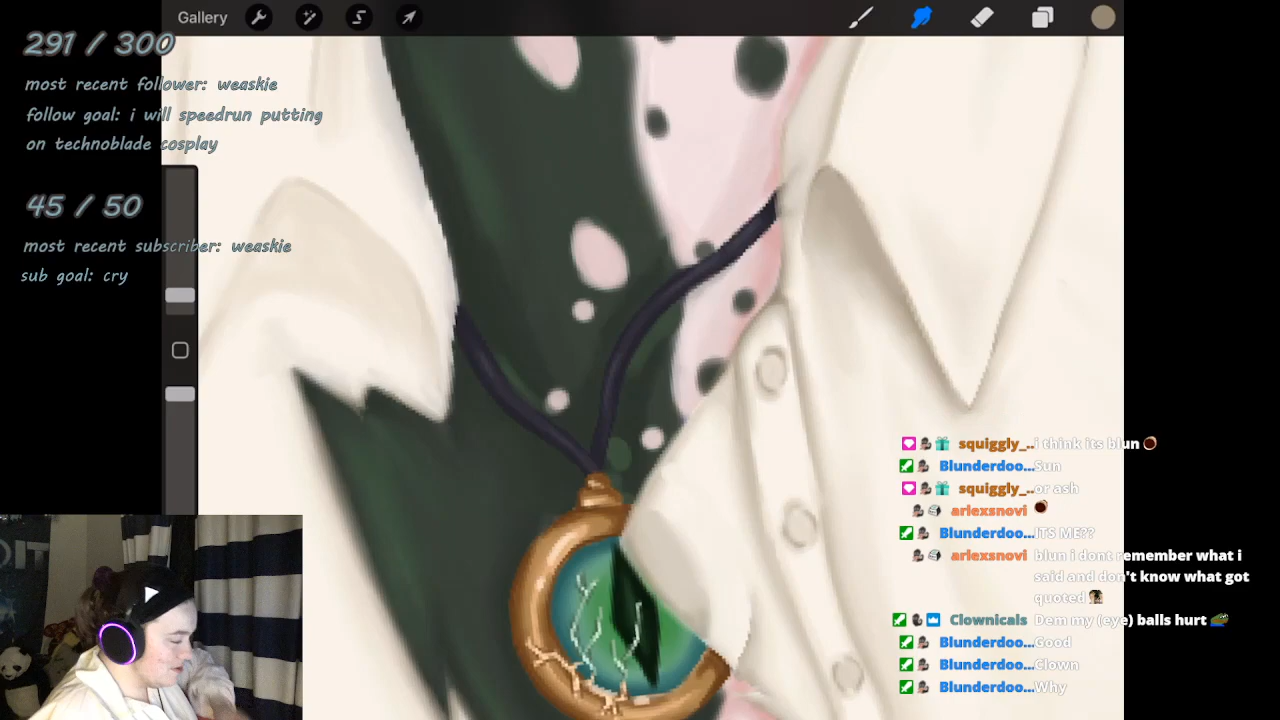 Gallery
291 / 300
most recent follower: weaskie
follow goal: i will speedrun putting
on technoblade cosplay
45 / 50
most recent subscriber: weaskie
sub goal: cry
squiggly_..i think its blun
Blunderdoo...Sun
squiggly_..or ash
arlexsnovi
Blunderdoo...ITS ME??
arlexsnovi blun i dont remember what i
said and don't know what got
quoted
Clownicals Dem my (eye) balls hurt
Blunderdoo...Good
Blunderdoo...Clown
Blunderdoo...Why